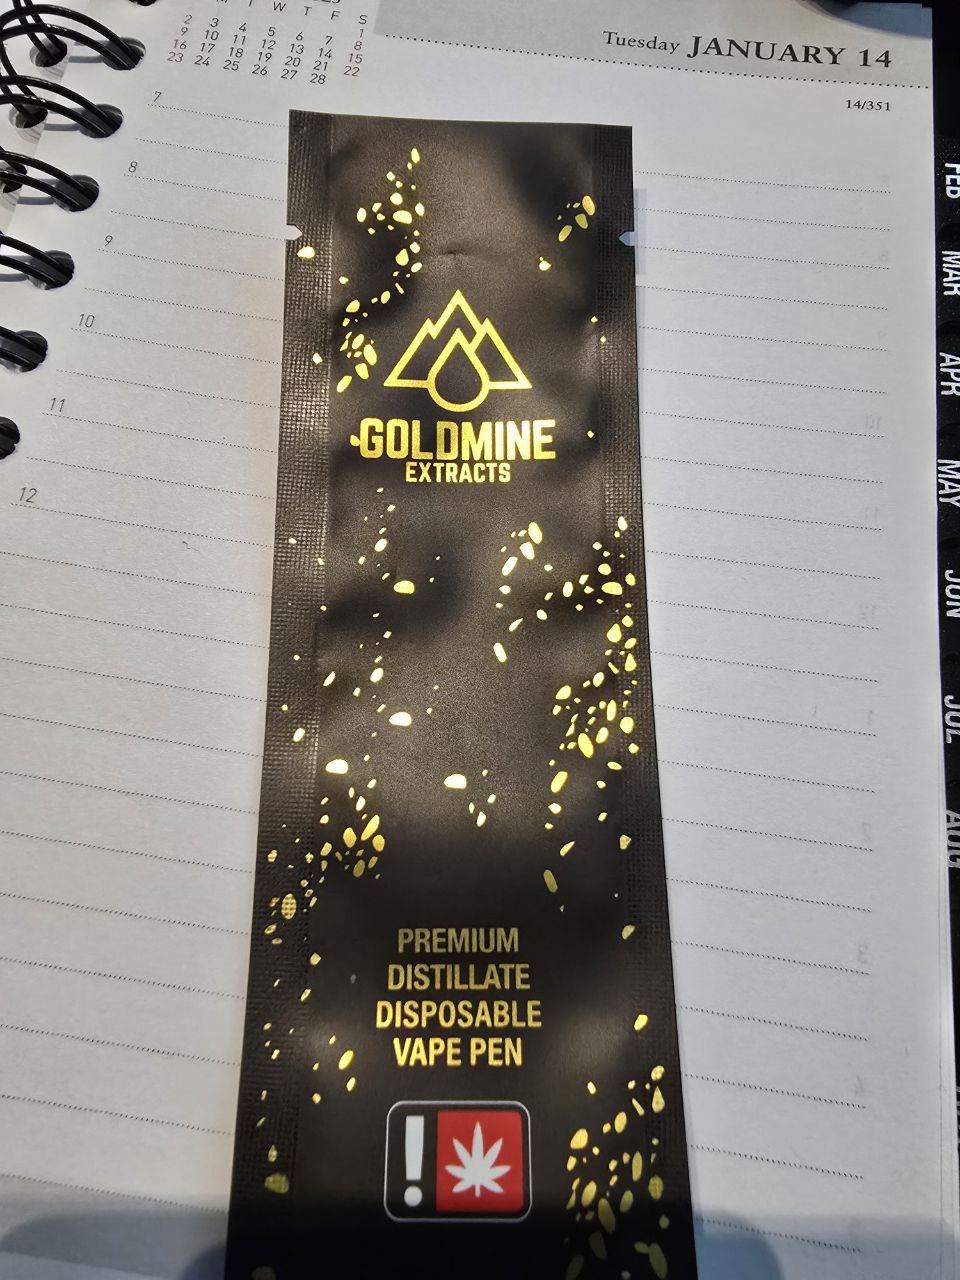 M T W T F S
1
2 3 4 5 6 7 8
9 10 11 12 13 14 15
16 17 18 19 20 21 22
23 24 25 26 27 28
Tuesday JANUARY 14
14/351
7
8
9
10
11
12
FEB
MAR
APR
MAY
JUN
JUL
AUG
GOLDMINE
EXTRACTS
PREMIUM
DISTILLATE
DISPOSABLE
VAPE PEN
!